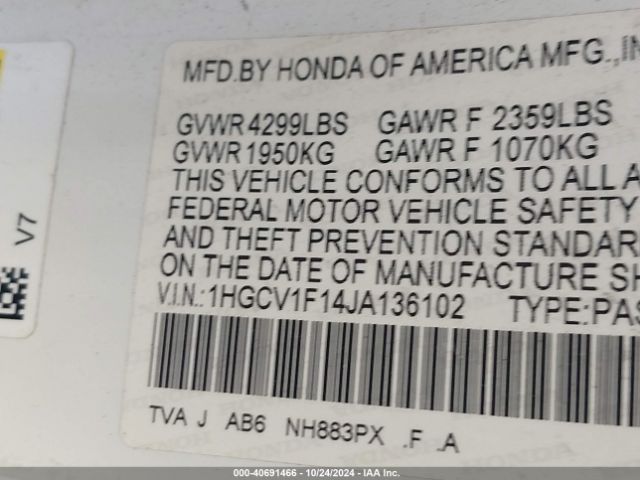 MFD.BY HONDA OF AMERICA MFG.,IN
GVWR 4299LBS GAWR F 2359LBS
GVWR 1950KG GAWR F 1070KG
THIS VEHICLE CONFORMS TO ALL A
FEDERAL MOTOR VEHICLE SAFETY
AND THEFT PREVENTION STANDAR
ON THE DATE OF MANUFACTURE SH
V.I.N.:1HGCV1F14JA136102 TYPE:PAS
TVA J AB6 NH883PX .F .A
V7
000-40691466 - 10/24/2024 - IAA Inc.